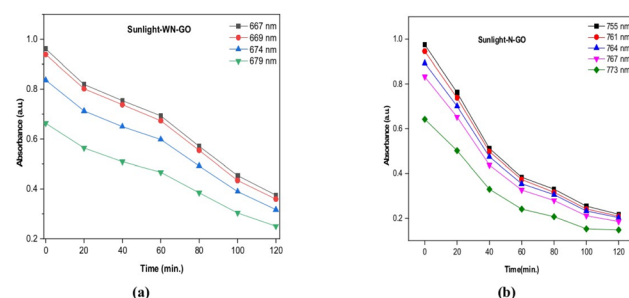 Sunlight-WN-GO
667 nm
669 nm
674 nm
679 nm
1.0
0.8
0.6
0.4
0.2
Absorbance (a.u.)
0 20 40 60 80 100 120
Time (min.)
(a)
Sunlight-N-GO
755 nm
761 nm
764 nm
767 nm
773 nm
1.0
0.8
0.6
0.4
0.2
Absorbance (a.u)
0 20 40 60 80 100 120
Time(min.)
(b)